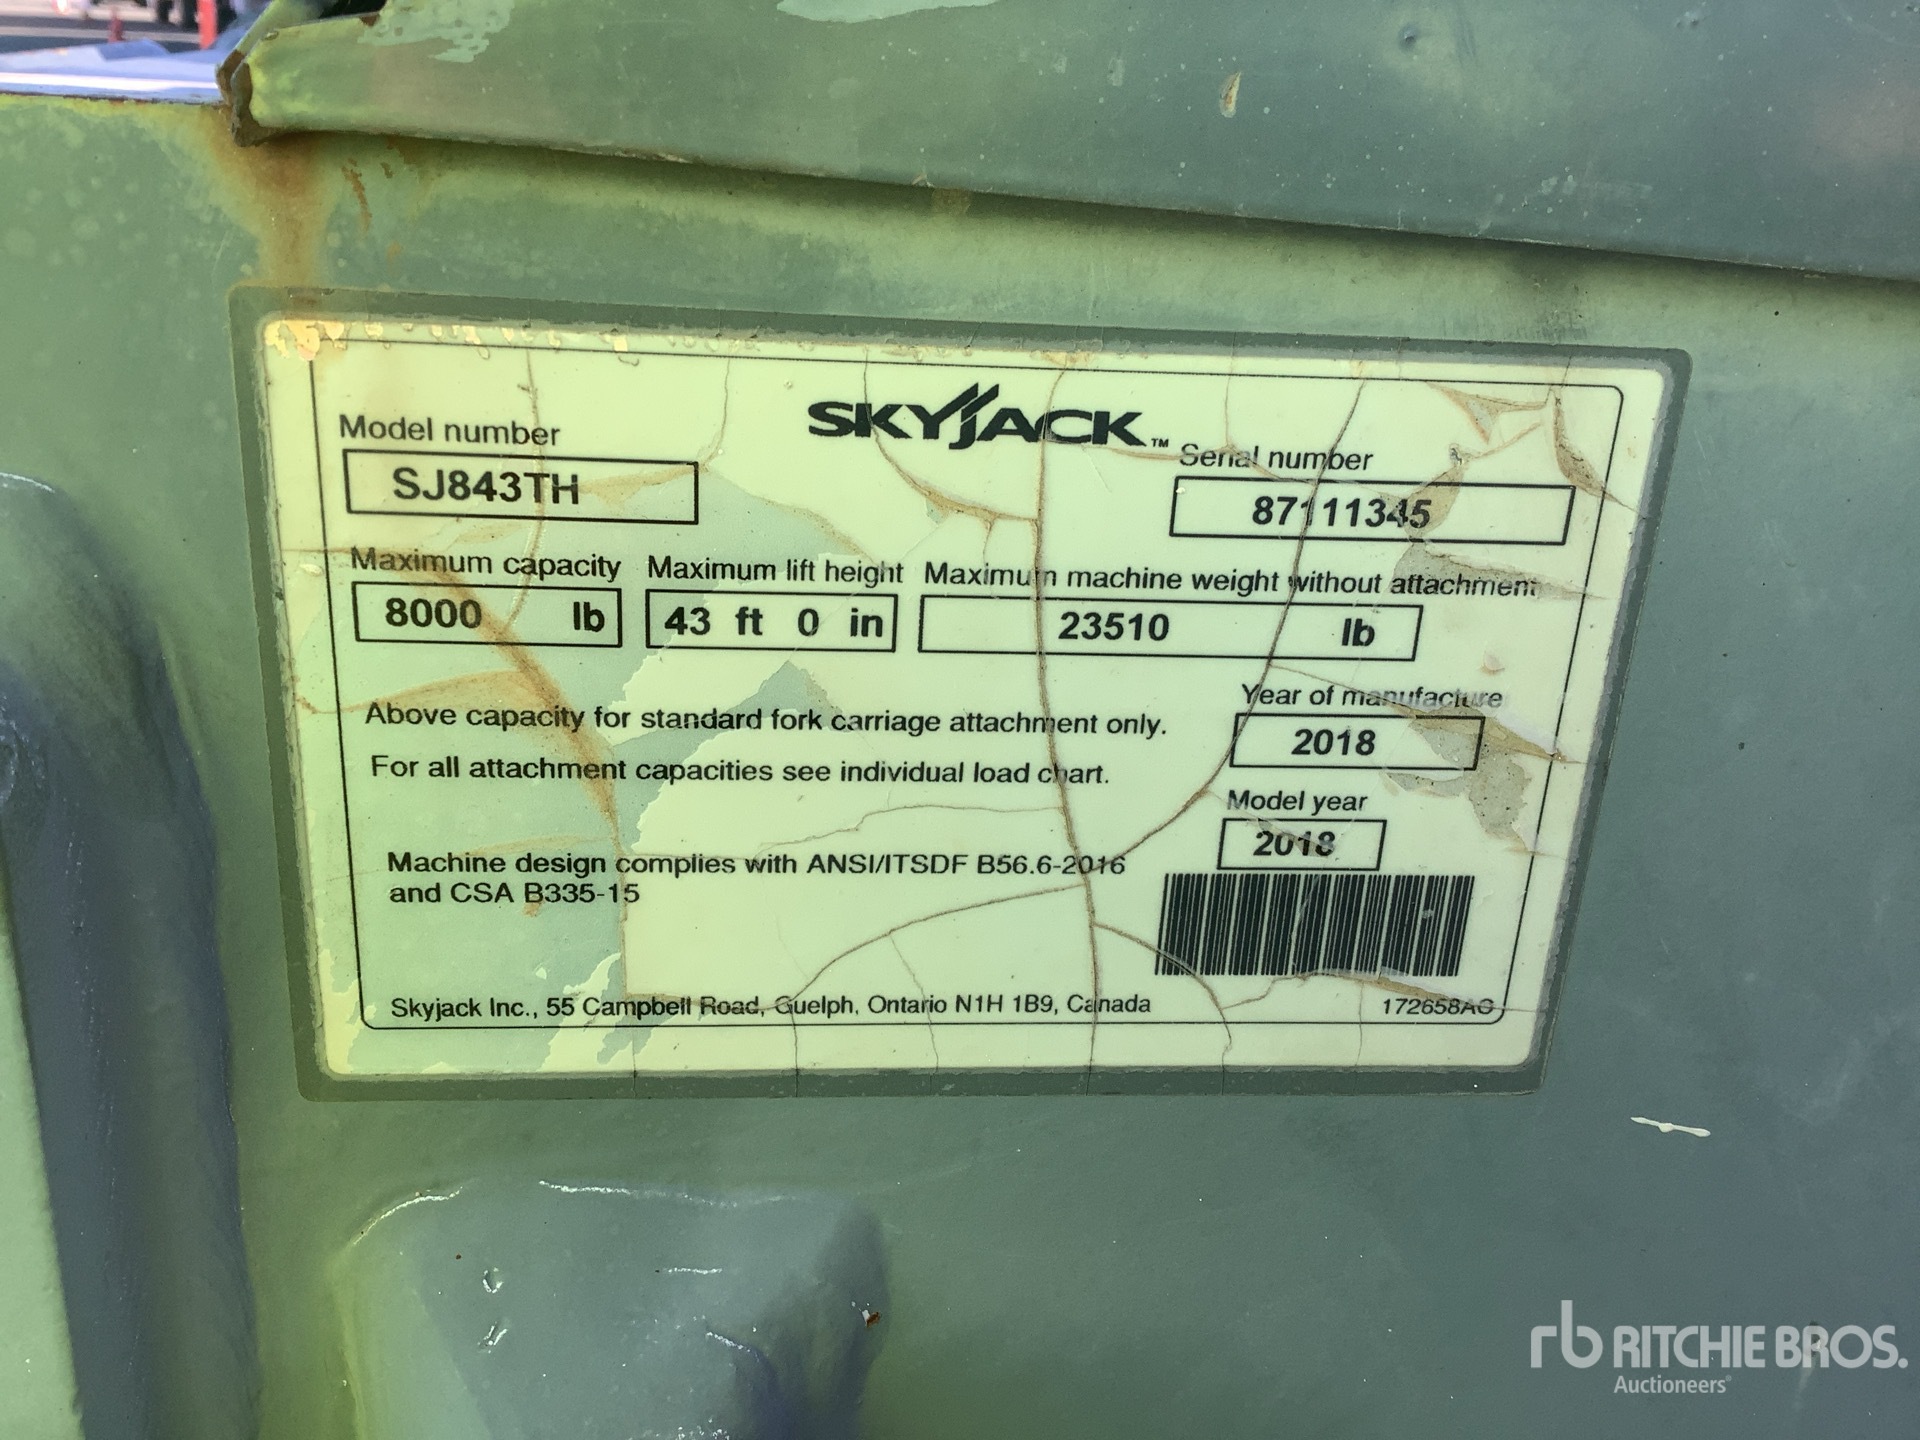 SKYJACK™
Model number
SJ843TH
Serial number
87111345
Maximum capacity
8000 lb
Maximum lift height
43 ft 0 in
Maximum machine weight without attachment
23510 lb
Above capacity for standard fork carriage attachment only.
For all attachment capacities see individual load chart.
Year of manufacture
2018
Model year
2018
Machine design complies with ANSI/ITSDF B56.6-2016
and CSA B335-15
Skyjack Inc., 55 Campbell Road, Guelph, Ontario N1H 1B9, Canada
rb RITCHIE BROS.
Auctioneers®